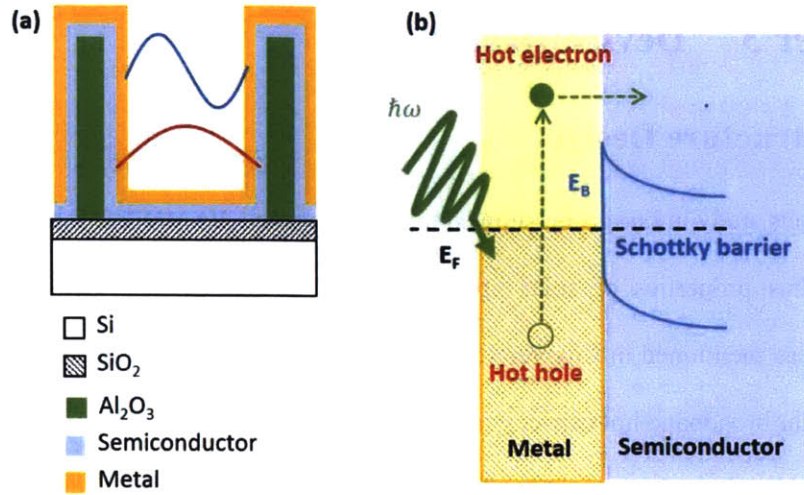 (a)
Si
SiO₂
Al₂O₃
Semiconductor
Metal
(b)
Hot electron
ħω
E_B
E_F
Schottky barrier
Hot hole
Metal
Semiconductor